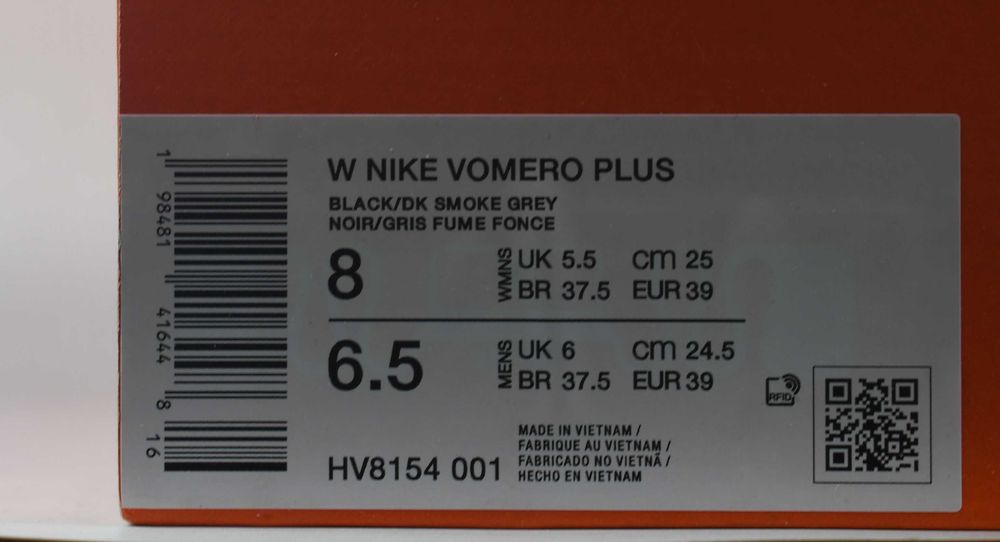 1 98481 41644 8
16
W NIKE VOMERO PLUS
BLACK/DK SMOKE GREY
NOIR/GRIS FUME FONCE
8 WMNS UK 5.5 cm 25
BR 37.5 EUR 39
6.5 MENS UK 6 cm 24.5
BR 37.5 EUR 39
RFID
HV8154 001
MADE IN VIETNAM /
FABRIQUE AU VIETNAM /
FABRICADO NO VIETNÃ /
HECHO EN VIETNAM